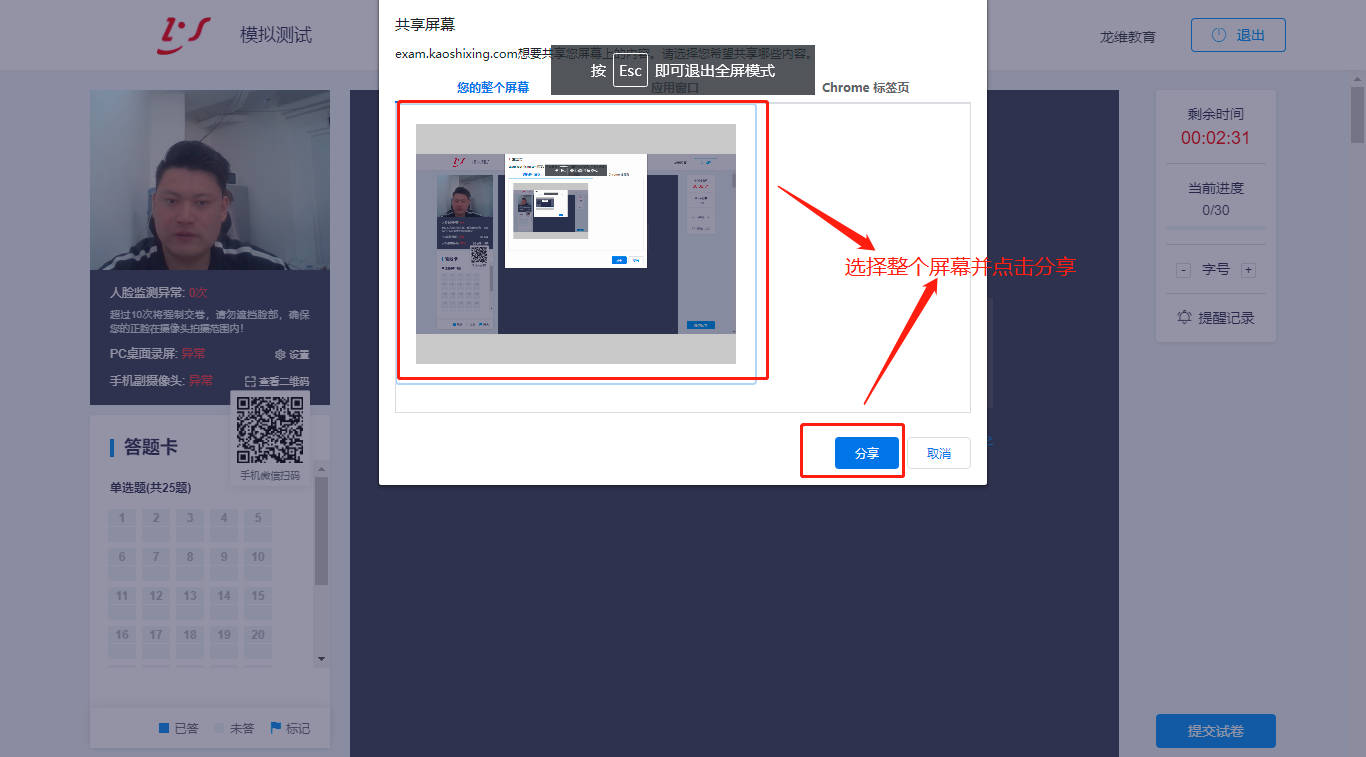 模拟测试
龙维教育
退出
共享屏幕
exam.kaoshixing.com想要共享您屏幕上的内容。请选择您希望共享哪些内容。
按 Esc 即可退出全屏模式
您的整个屏幕
应用窗口
Chrome 标签页
选择整个屏幕并点击分享
分享
取消
人脸监测异常: 0次
超过10次将强制交卷，请勿遮挡脸部，确保
您的正脸在摄像头拍摄范围内！
PC桌面录屏: 异常
设置
手机副摄像头: 异常
查看二维码
手机微信扫码
答题卡
单选题(共25题)
1 2 3 4 5
6 7 8 9 10
11 12 13 14 15
16 17 18 19 20
已答 未答 标记
剩余时间
00:02:31
当前进度
0/30
- 字号 +
提醒记录
提交试卷